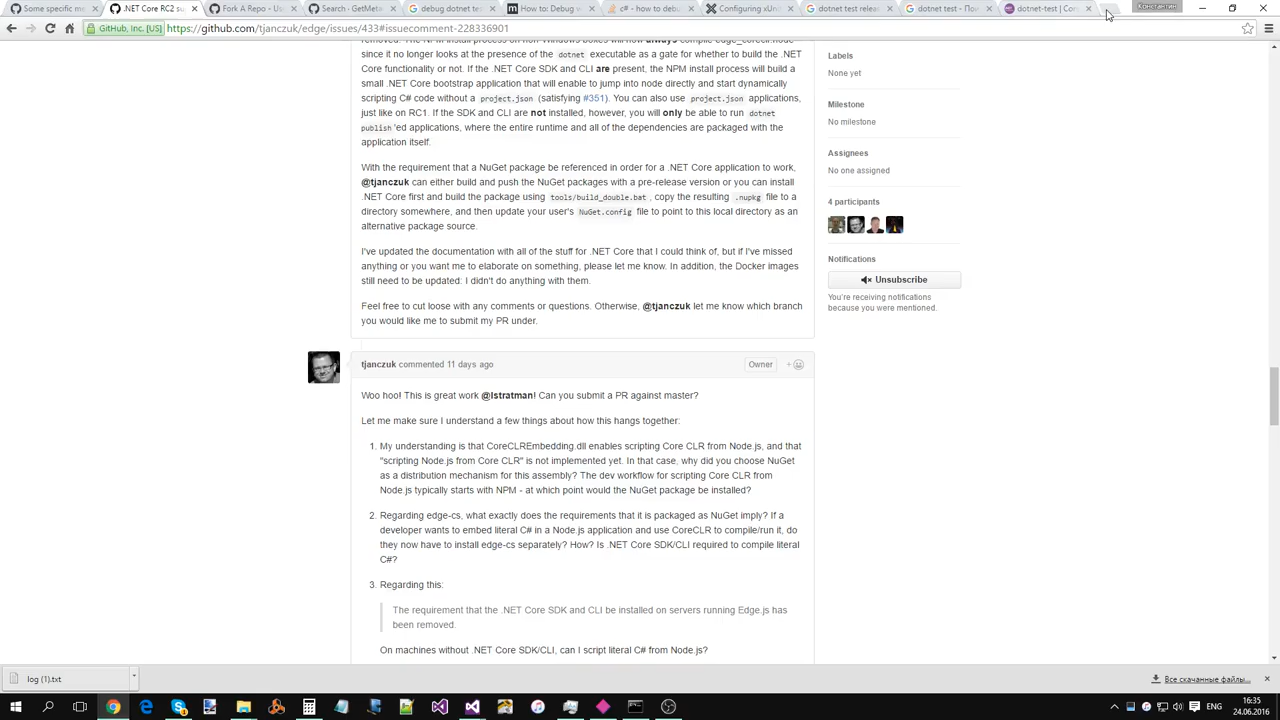 Some specific m
.NET Core RC2 su
Fork A Repo - Us
Search · GetMeta
debug dotnet tes
How to: Debug w
c# - how to debu
Configuring xUni
dotnet test relea
dotnet test - Пои
dotnet-test | Cor
Константин
GitHub, Inc. [US]
https://github.com/tjanczuk/edge/issues/433#issuecomment-228336901
since it no longer looks at the presence of the dotnet executable as a gate for whether to build the .NET
Core functionality or not. If the .NET Core SDK and CLI are present, the NPM install process will build a
small .NET Core bootstrap application that will enable to jump into node directly and start dynamically
scripting C# code without a project.json (satisfying #351). You can also use project.json applications,
just like on RC1. If the SDK and CLI are not installed, however, you will only be able to run dotnet
publish'ed applications, where the entire runtime and all of the dependencies are packaged with the
application itself.
With the requirement that a NuGet package be referenced in order for a .NET Core application to work,
@tjanczuk can either build and push the NuGet packages with a pre-release version or you can install
.NET Core first and build the package using tools/build_double.bat, copy the resulting .nupkg file to a
directory somewhere, and then update your user's NuGet.config file to point to this local directory as an
alternative package source.
I've updated the documentation with all of the stuff for .NET Core that I could think of, but if I've missed
anything or you want me to elaborate on something, please let me know. In addition, the Docker images
still need to be updated: I didn't do anything with them.
Feel free to cut loose with any comments or questions. Otherwise, @tjanczuk let me know which branch
you would like me to submit my PR under.
Labels
None yet
Milestone
No milestone
Assignees
No one assigned
4 participants
Notifications
Unsubscribe
You're receiving notifications
because you were mentioned.
tjanczuk commented 11 days ago
Owner
Woo hoo! This is great work @lstratman! Can you submit a PR against master?
Let me make sure I understand a few things about how this hangs together:
1. My understanding is that CoreCLREmbedding.dll enables scripting Core CLR from Node.js, and that
"scripting Node.js from Core CLR" is not implemented yet. In that case, why did you choose NuGet
as a distribution mechanism for this assembly? The dev workflow for scripting Core CLR from
Node.js typically starts with NPM - at which point would the NuGet package be installed?
2. Regarding edge-cs, what exactly does the requirements that it is packaged as NuGet imply? If a
developer wants to embed literal C# in a Node.js application and use CoreCLR to compile/run it, do
they now have to install edge-cs separately? How? Is .NET Core SDK/CLI required to compile literal
C#?
3. Regarding this:
The requirement that the .NET Core SDK and CLI be installed on servers running Edge.js has
been removed.
On machines without .NET Core SDK/CLI, can I script literal C# from Node.js?
log (1).txt
Все скачанные файлы...
ENG
16:35
24.06.2016